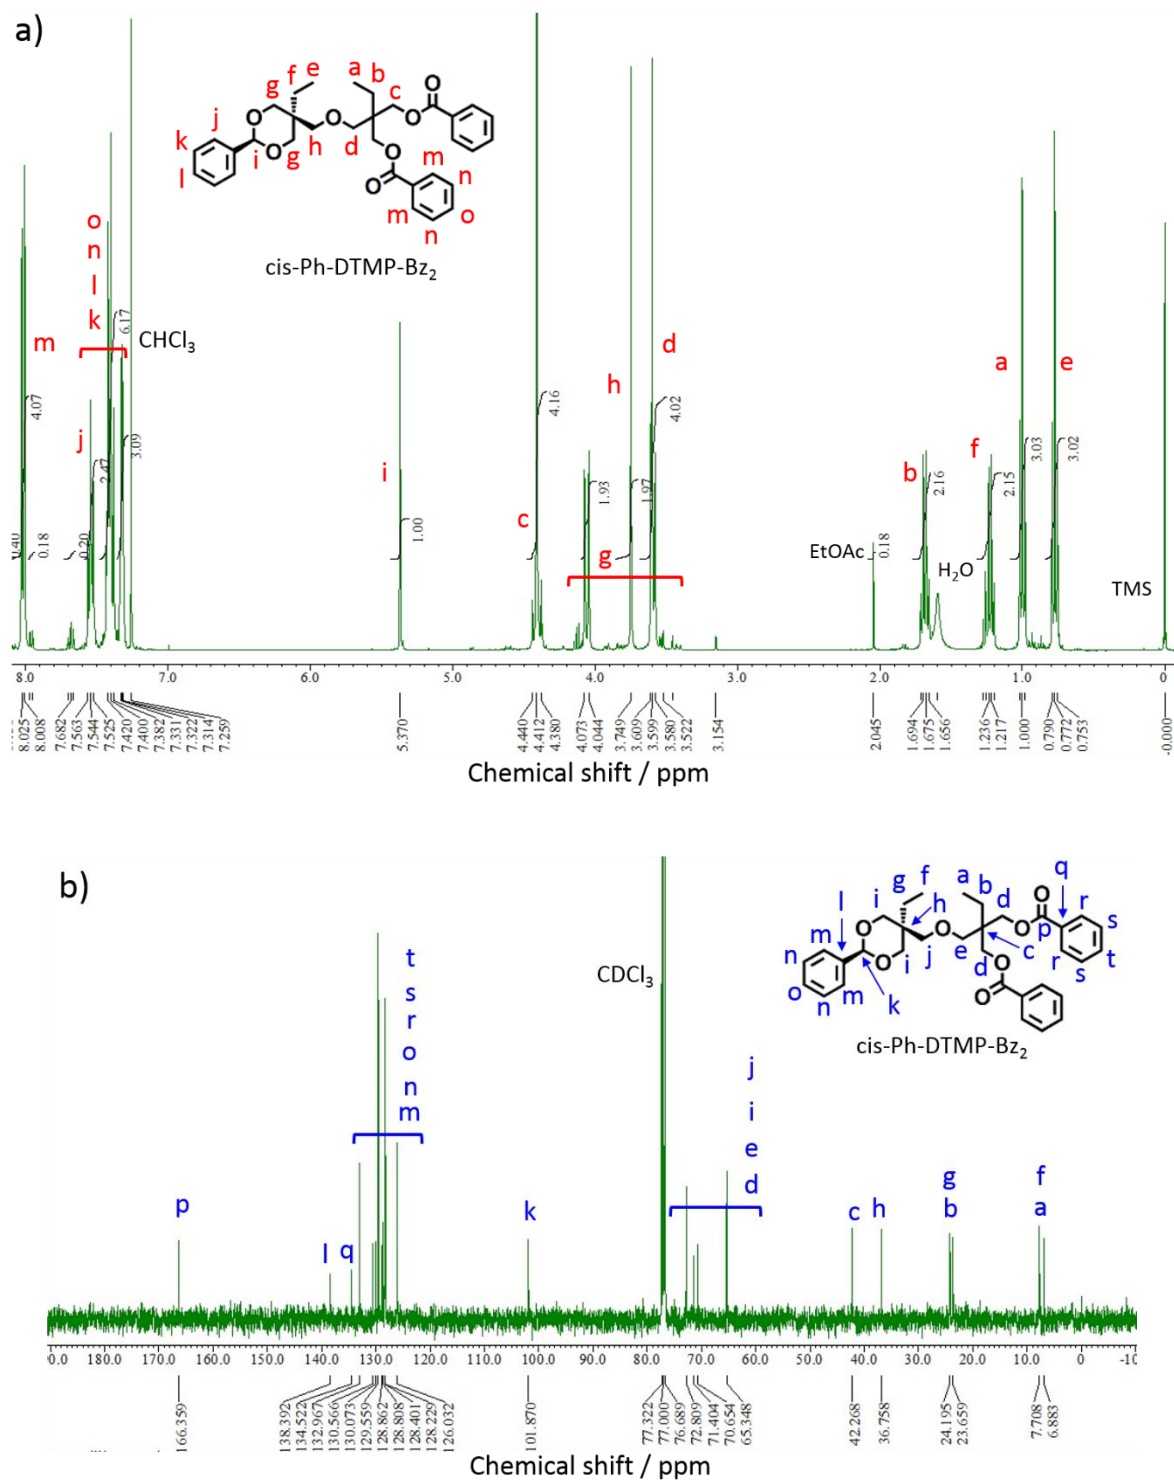 a)
e
f
a
b
g
c
j
k
l
i
g
h
d
m
n
m
n
o
cis-Ph-DTMP-Bz2
o
n
l
k
m
j
CHCl3
i
c
g
h
d
b
f
a
e
EtOAc
H2O
TMS
0.18
4.07
0.20
2.47
6.17
3.09
1.00
4.16
1.93
1.97
4.02
0.18
2.16
2.15
3.03
3.02
8.0
7.0
6.0
5.0
4.0
3.0
2.0
1.0
0
8.025
8.008
7.682
7.563
7.544
7.525
7.420
7.400
7.382
7.331
7.322
7.314
7.259
5.370
4.440
4.412
4.380
4.073
4.044
3.749
3.609
3.599
3.580
3.522
3.154
2.045
1.694
1.675
1.656
1.236
1.217
1.000
0.790
0.772
0.753
-0.000
Chemical shift / ppm
b)
l
m
n
o
n
m
k
i
g
f
h
a
b
d
q
p
r
s
t
r
s
i
j
e
c
d
cis-Ph-DTMP-Bz2
p
l
q
t
s
r
o
n
m
k
CDCl3
j
i
e
d
c
h
g
b
f
a
0.0
170.0
160.0
150.0
140.0
130.0
120.0
110.0
100.0
90.0
80.0
70.0
60.0
50.0
40.0
30.0
20.0
10.0
0
-10
166.359
138.392
134.522
132.967
130.566
130.073
129.559
128.862
128.808
128.401
128.229
126.032
101.870
77.322
77.000
76.689
72.809
71.404
70.654
65.348
42.268
36.758
24.195
23.659
7.708
6.883
Chemical shift / ppm